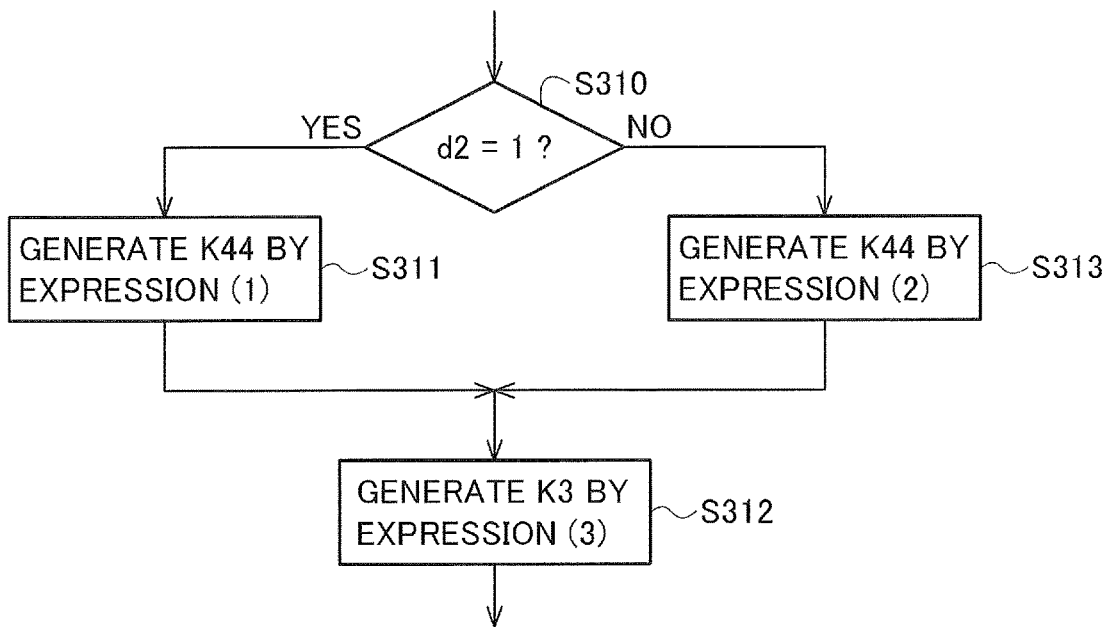 S310
YES
d2 = 1 ?
NO
GENERATE K44 BY
EXPRESSION (1)
S311
GENERATE K44 BY
EXPRESSION (2)
S313
GENERATE K3 BY
EXPRESSION (3)
S312